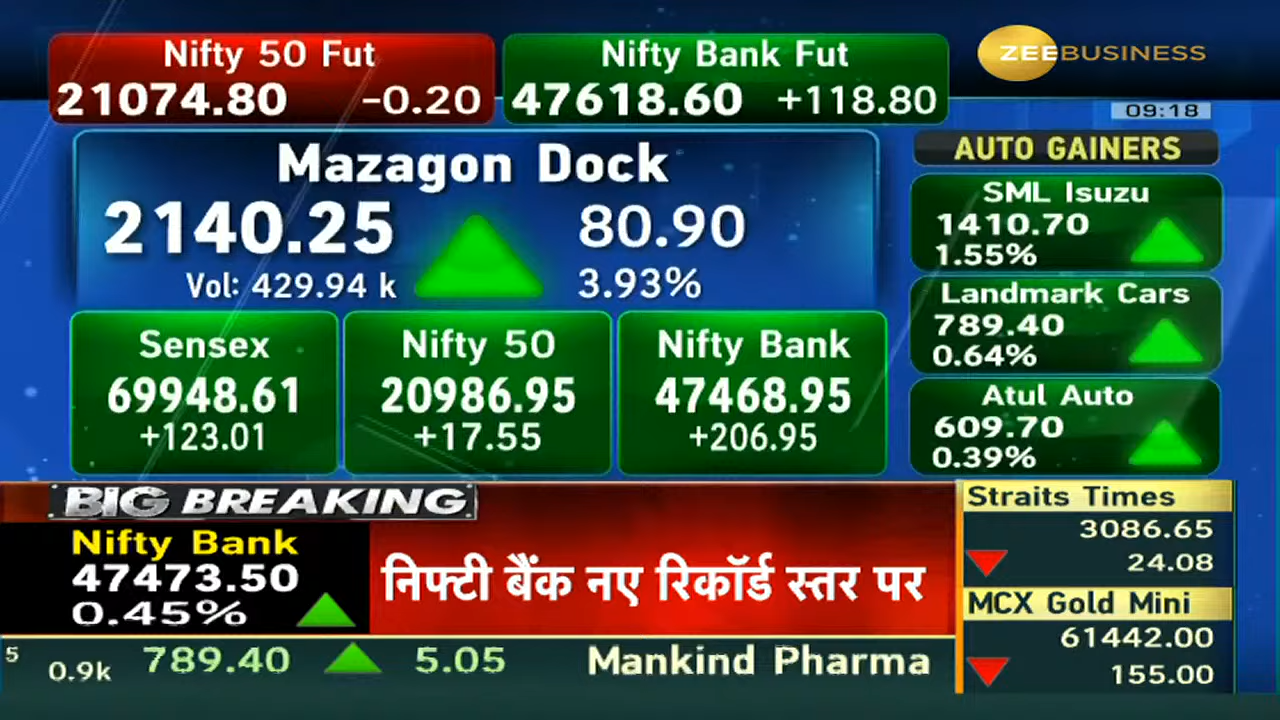 Nifty 50 Fut
21074.80 -0.20
Nifty Bank Fut
47618.60 +118.80
ZEEBUSINESS
09:18
Mazagon Dock
2140.25 80.90
Vol: 429.94 k 3.93%
AUTO GAINERS
SML Isuzu
1410.70
1.55%
Landmark Cars
789.40
0.64%
Atul Auto
609.70
0.39%
Sensex
69948.61
+123.01
Nifty 50
20986.95
+17.55
Nifty Bank
47468.95
+206.95
BIG BREAKING
Nifty Bank
47473.50
0.45%
निफ्टी बैंक नए रिकॉर्ड स्तर पर
Straits Times
3086.65
24.08
MCX Gold Mini
61442.00
155.00
5 0.9k 789.40 5.05 Mankind Pharma